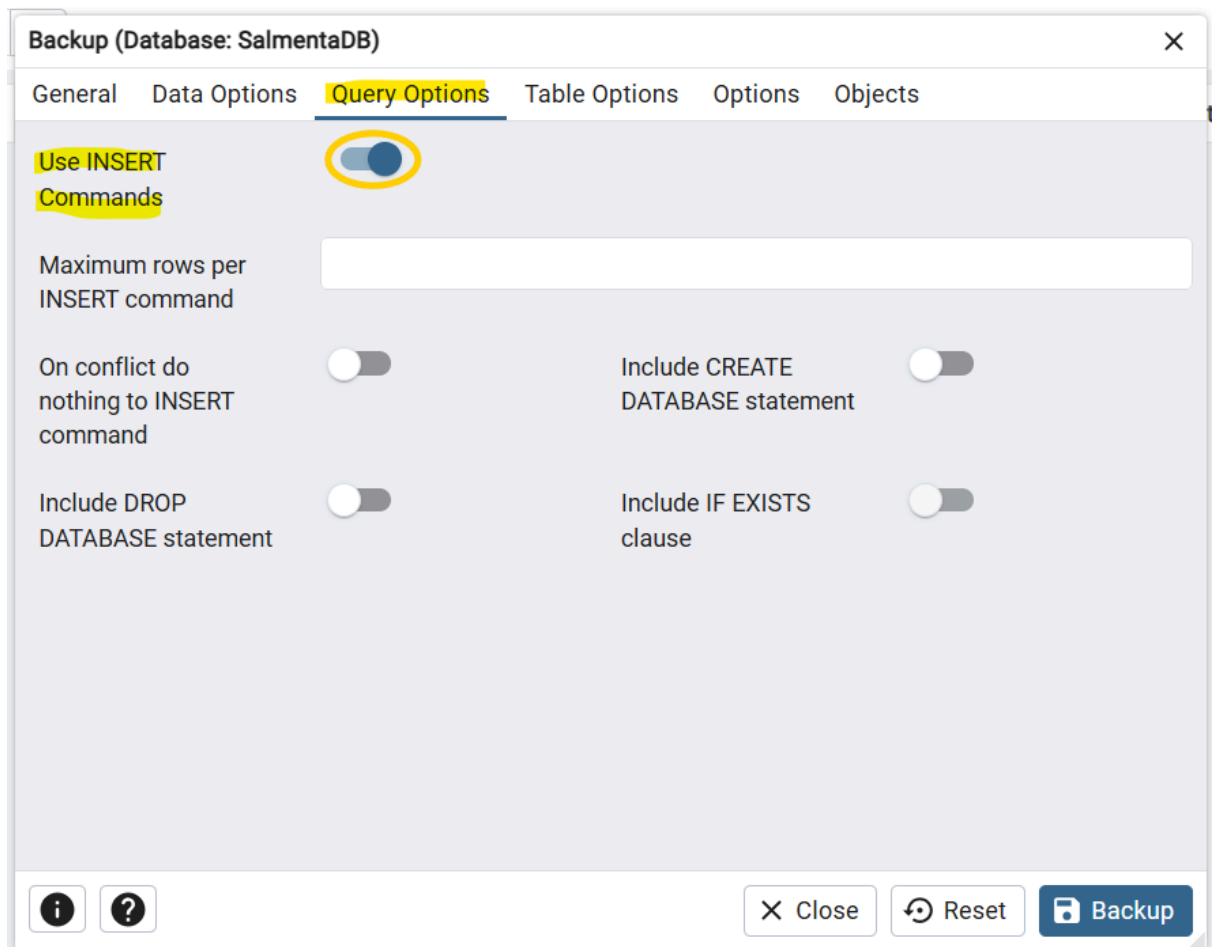 Backup (Database: SalmentaDB)
General Data Options Query Options Table Options Options Objects
Use INSERT
Commands
Maximum rows per
INSERT command
On conflict do
nothing to INSERT
command
Include CREATE
DATABASE statement
Include DROP
DATABASE statement
Include IF EXISTS
clause
Close Reset Backup